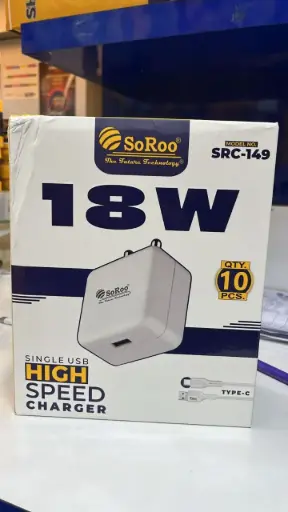 SoRoo®
The Future Technology®
MODEL NO.
SRC-149
18W
QTY.
10
PCS.
SoRoo®
SINGLE USB
HIGH
SPEED
CHARGER
TYPE-C